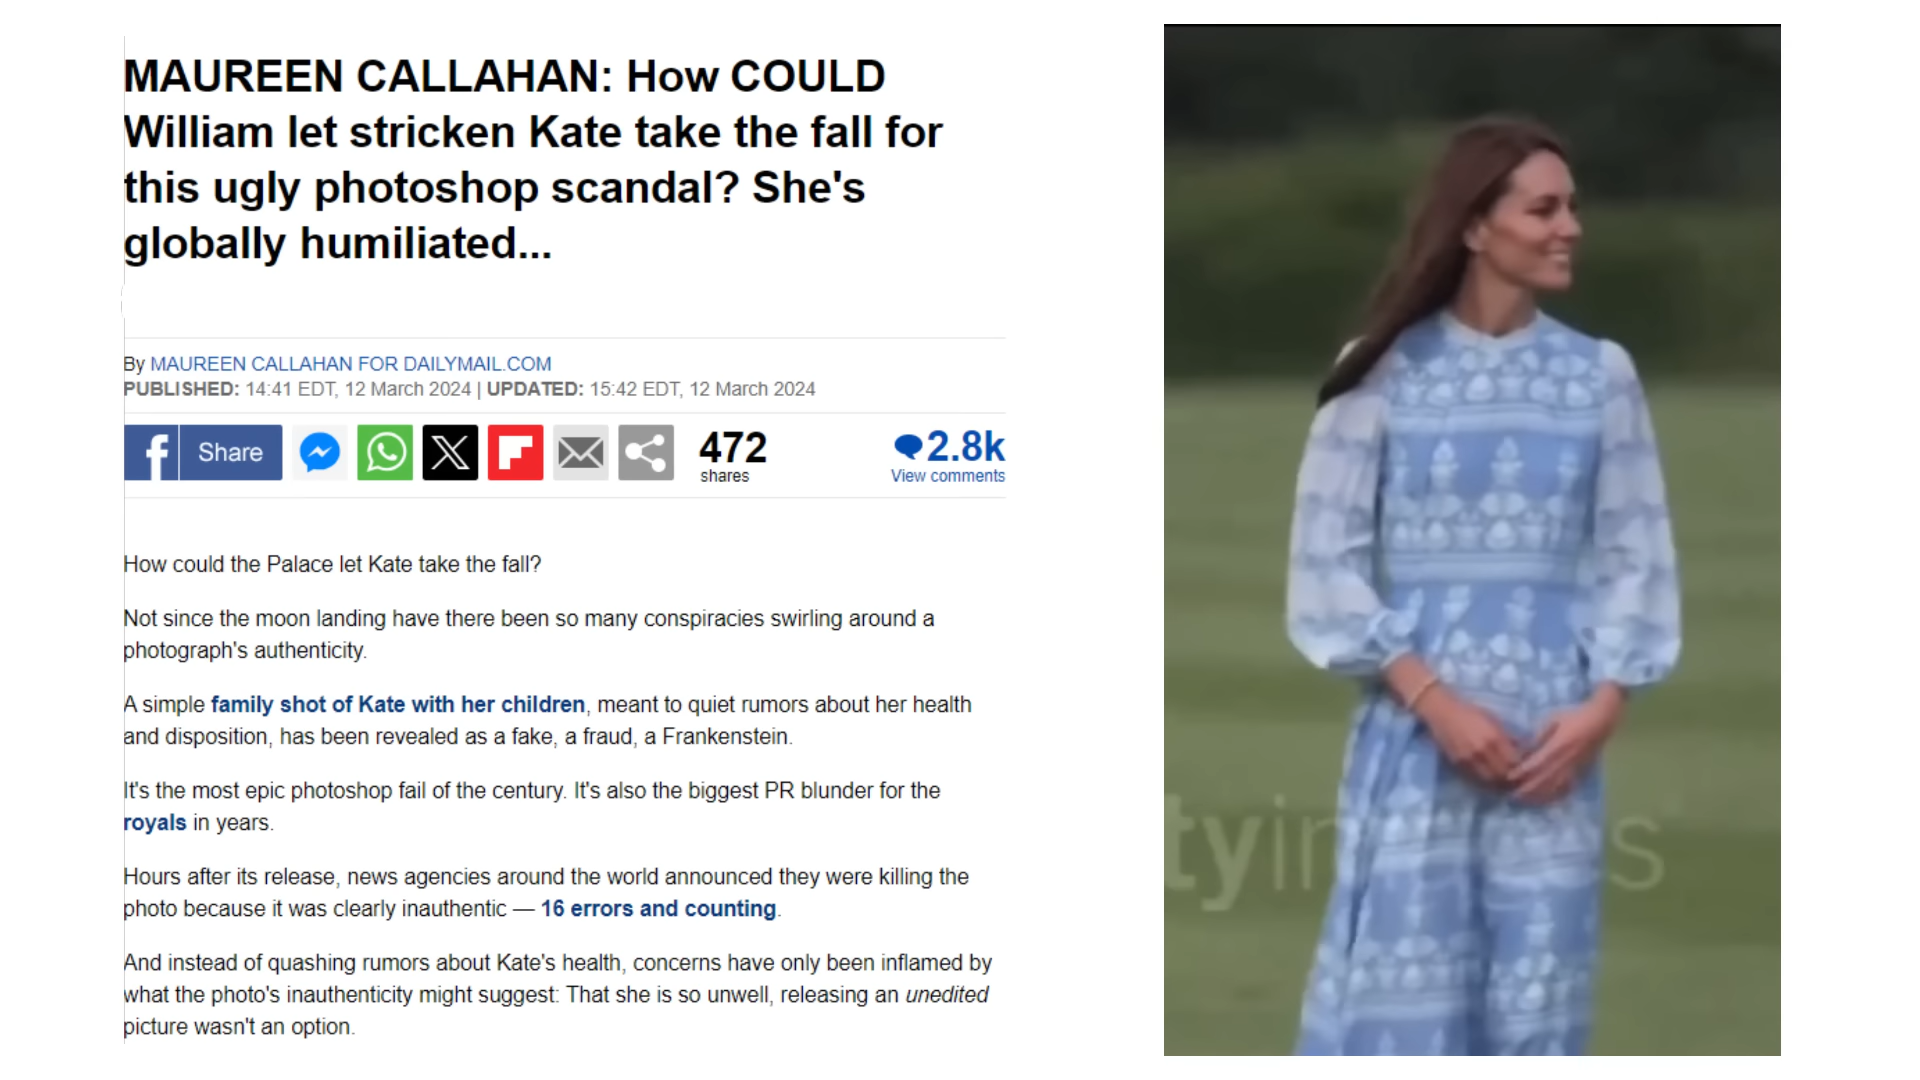 MAUREEN CALLAHAN: How COULD
William let stricken Kate take the fall for
this ugly photoshop scandal? She's
globally humiliated...
By MAUREEN CALLAHAN FOR DAILYMAIL.COM
PUBLISHED: 14:41 EDT, 12 March 2024 | UPDATED: 15:42 EDT, 12 March 2024
f Share
472
shares
2.8k
View comments
How could the Palace let Kate take the fall?
Not since the moon landing have there been so many conspiracies swirling around a
photograph's authenticity.
A simple family shot of Kate with her children, meant to quiet rumors about her health
and disposition, has been revealed as a fake, a fraud, a Frankenstein.
It's the most epic photoshop fail of the century. It's also the biggest PR blunder for the
royals in years.
Hours after its release, news agencies around the world announced they were killing the
photo because it was clearly inauthentic — 16 errors and counting.
And instead of quashing rumors about Kate's health, concerns have only been inflamed by
what the photo's inauthenticity might suggest: That she is so unwell, releasing an unedited
picture wasn't an option.